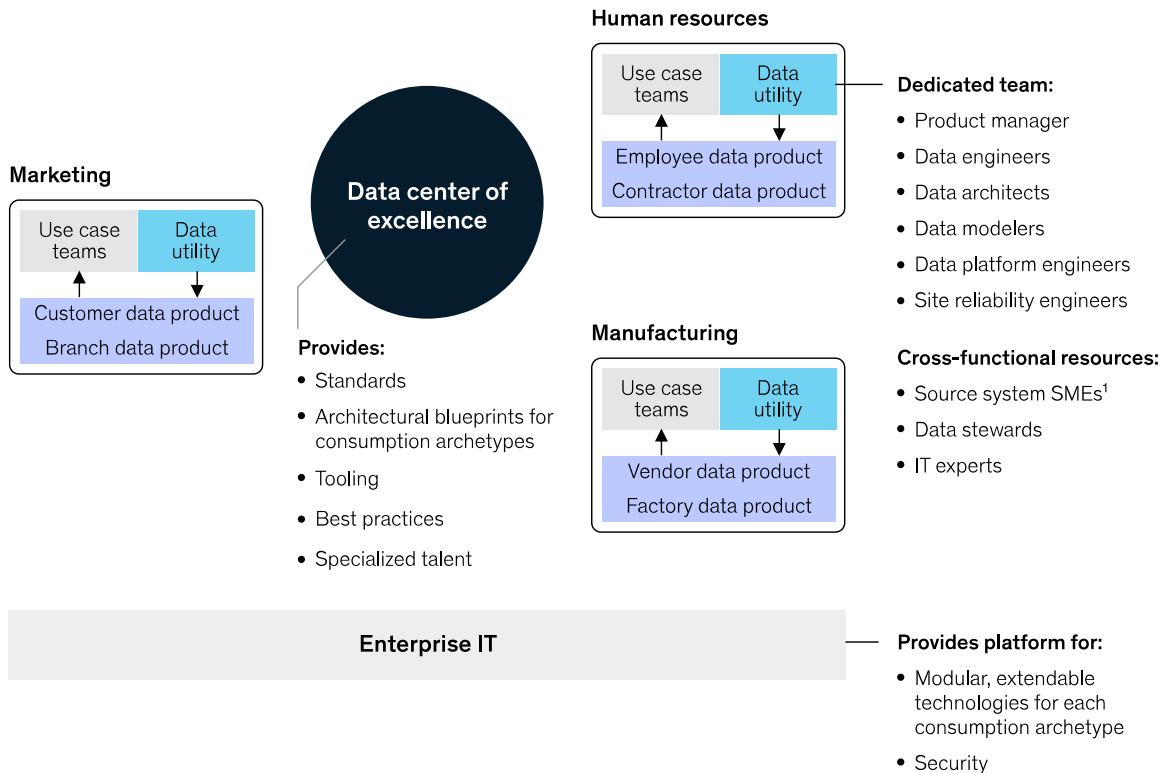 Human resources
Use case
teams
Data
utility
Employee data product
Contractor data product
Dedicated team:
• Product manager
• Data engineers
• Data architects
• Data modelers
• Data platform engineers
• Site reliability engineers
Marketing
Use case
teams
Data
utility
Customer data product
Branch data product
Data center of
excellence
Provides:
• Standards
• Architectural blueprints for
consumption archetypes
• Tooling
• Best practices
• Specialized talent
Manufacturing
Use case
teams
Data
utility
Vendor data product
Factory data product
Cross-functional resources:
• Source system SMEs¹
• Data stewards
• IT experts
Enterprise IT
Provides platform for:
• Modular, extendable
technologies for each
consumption archetype
• Security